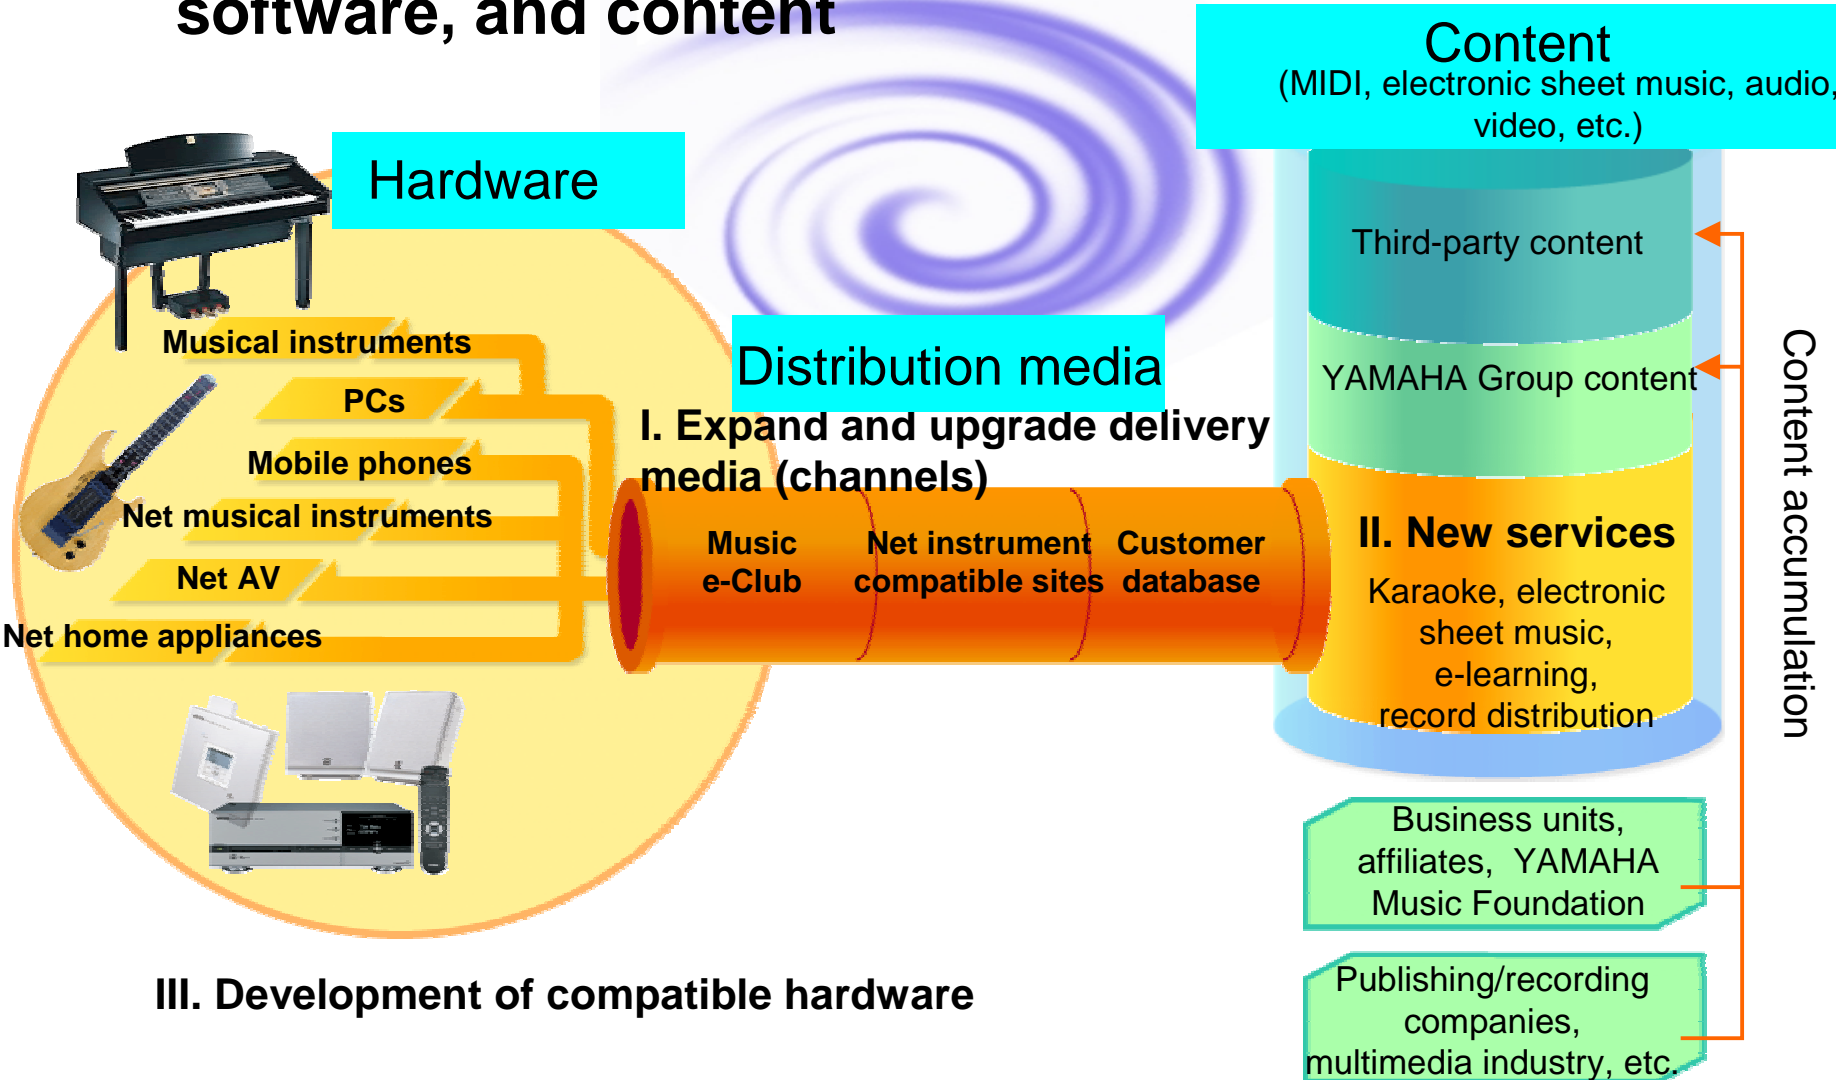 software, and content
Content
(MIDI, electronic sheet music, audio,
video, etc.)
Hardware
Third-party content
Musical instruments
Distribution media
YAMAHA Group content
PCs
I. Expand and upgrade delivery
media (channels)
Mobile phones
Net musical instruments
Net AV
Net home appliances
Music
e-Club
Net instrument
compatible sites
Customer
database
II. New services
Karaoke, electronic
sheet music,
e-learning,
record distribution
Content accumulation
Business units,
affiliates, YAMAHA
Music Foundation
III. Development of compatible hardware
Publishing/recording
companies,
multimedia industry, etc.